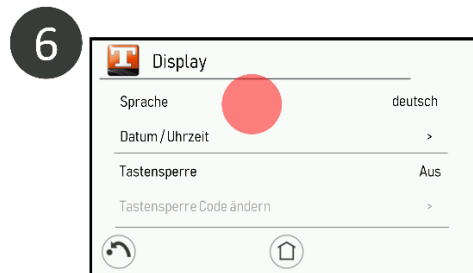 6
T Display
Sprache deutsch
Datum / Uhrzeit >
Tastensperre Aus
Tastensperre Code ändern >